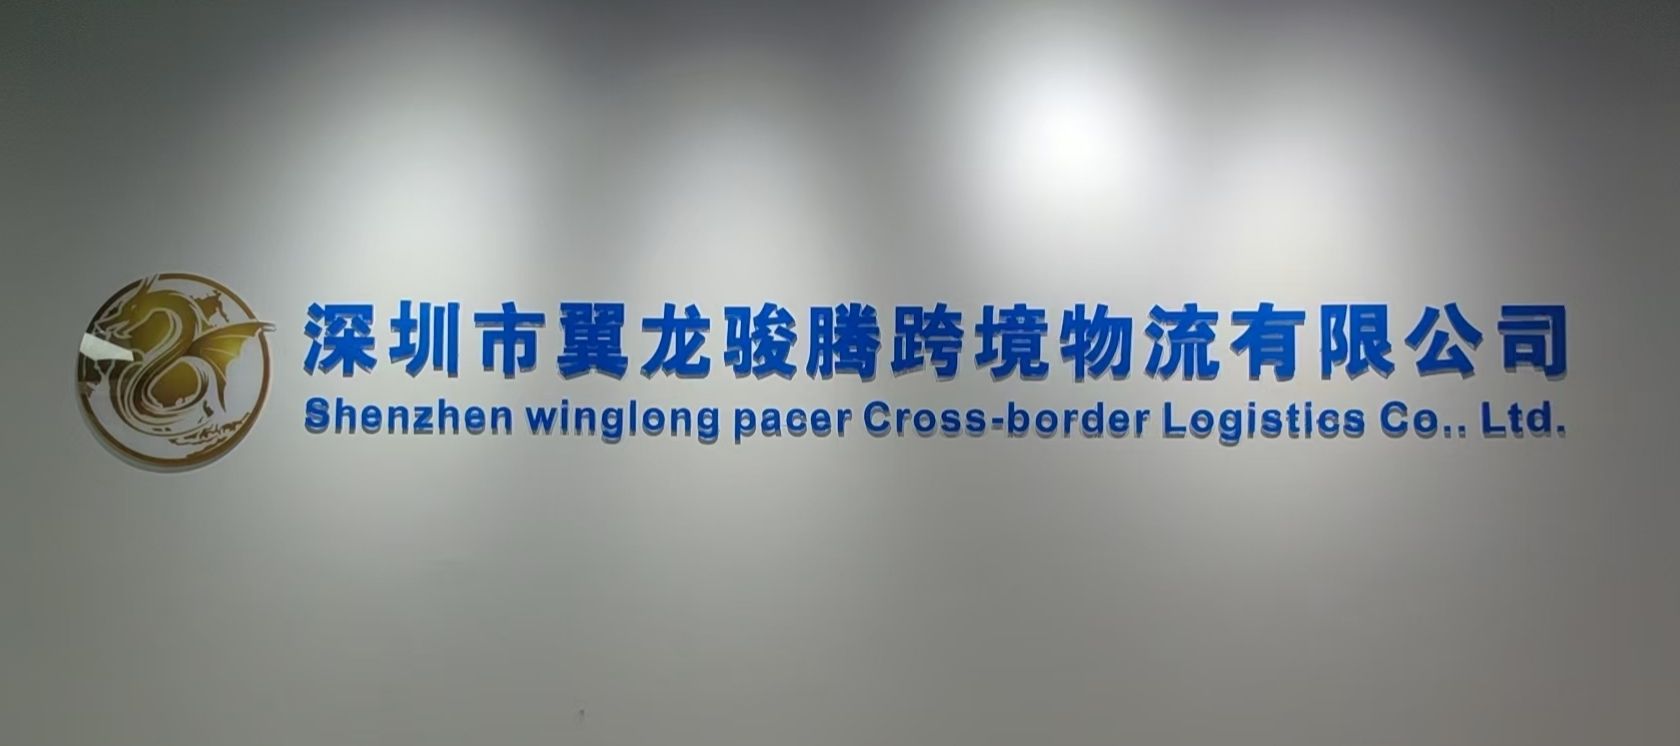 深圳市翼龙骏腾跨境物流有限公司
Shenzhen winglong pacer Cross-border Logistics Co.. Ltd.